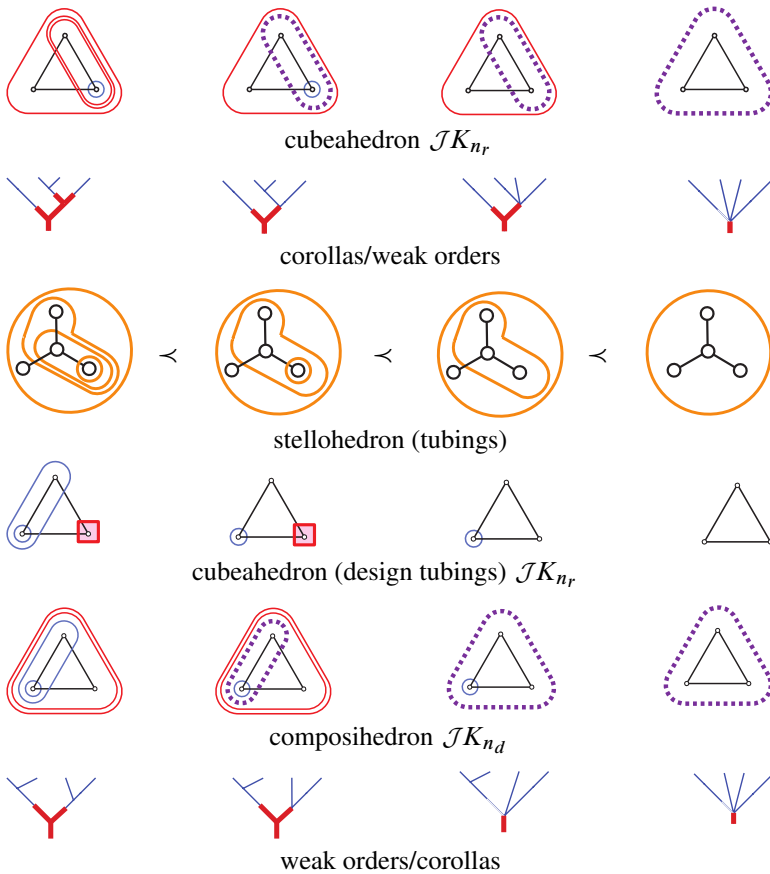 cubeahedron 𝒥K_{n_r}
corollas/weak orders
≺ ≺ ≺
stellohedron (tubings)
cubeahedron (design tubings) 𝒥K_{n_r}
composihedron 𝒥K_{n_d}
weak orders/corollas